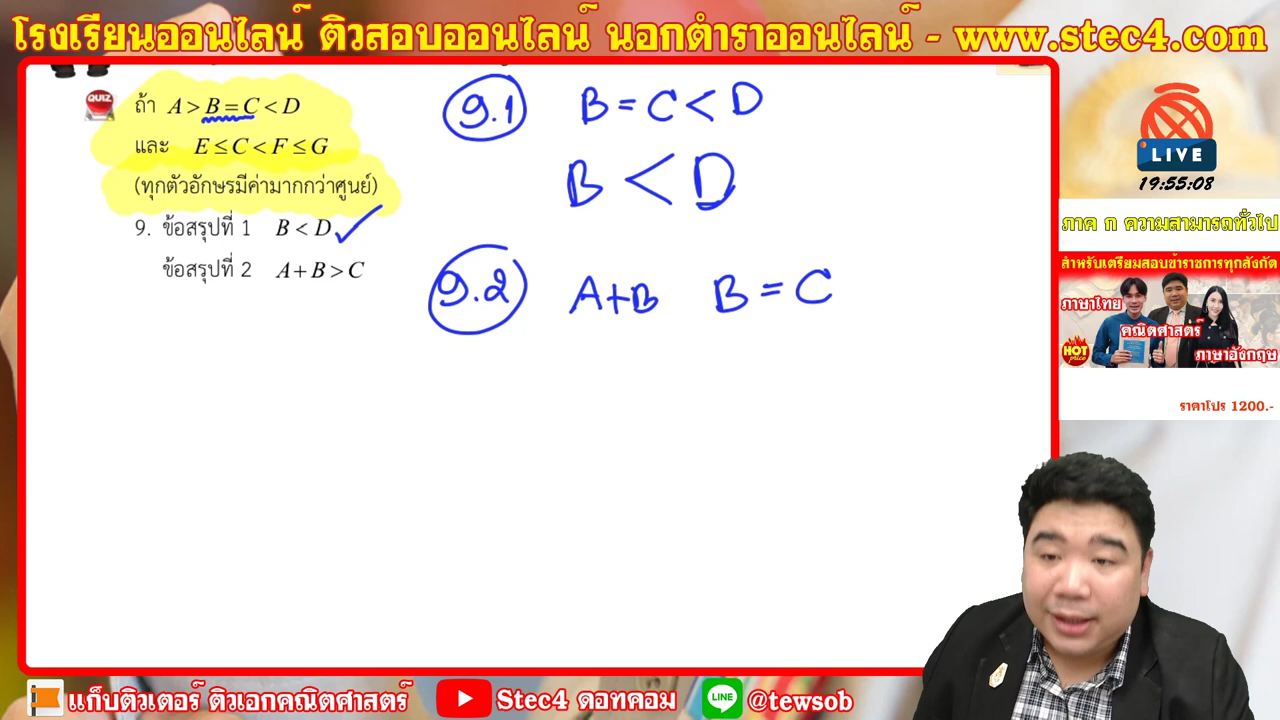 โรงเรียนออนไลน์ ติวสอบออนไลน์ นอกตำราออนไลน์ - www.stec4.com
QUIZ ถ้า A > B = C < D
และ E ≤ C < F ≤ G
(ทุกตัวอักษรมีค่ามากกว่าศูนย์)
9. ข้อสรุปที่ 1 B < D
ข้อสรุปที่ 2 A + B > C
9.1 B = C < D
B < D
9.2 A+B B = C
LIVE
19:55:08
ภาค ก ความสามารถทั่วไป
สำหรับเตรียมสอบข้าราชการทุกสังกัด
ภาษาไทย
คณิตศาสตร์
ภาษาอังกฤษ
HOT
price
ราคาโปร 1200.-
แก็บติวเตอร์ ติวเอกคณิตศาสตร์ Stec4 ดอทคอม LINE @tewsob